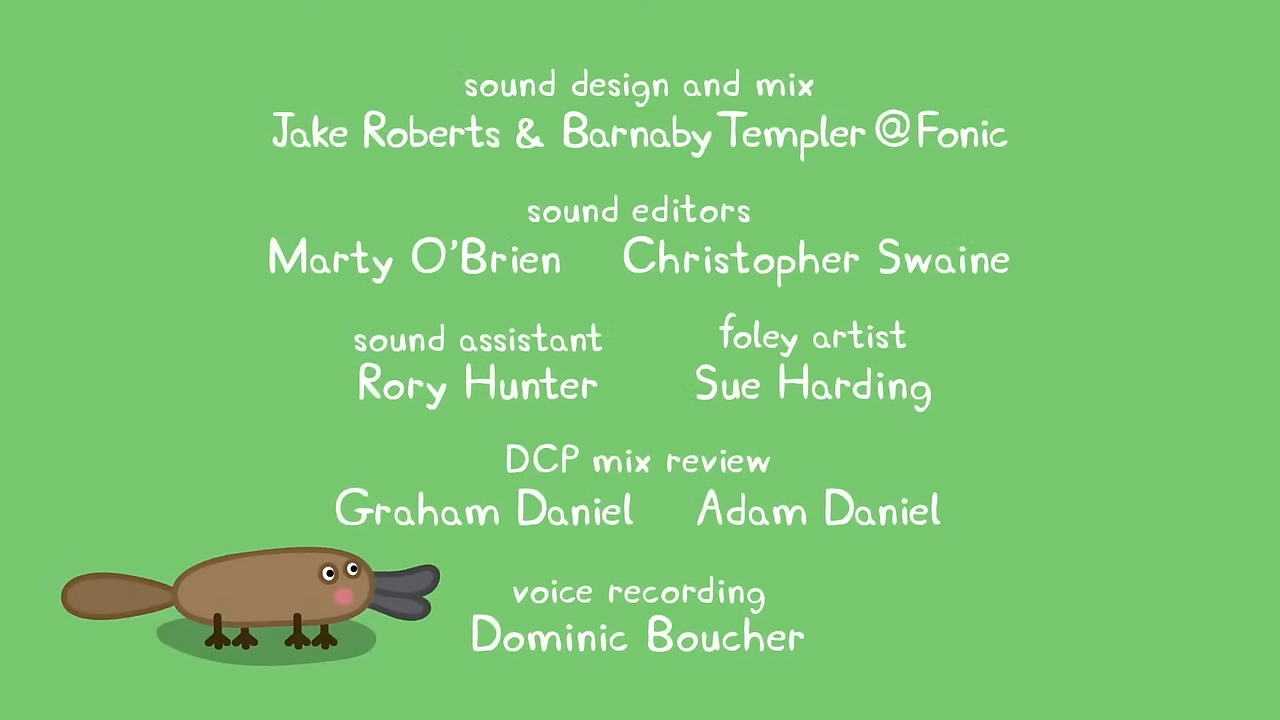 sound design and mix
Jake Roberts & Barnaby Templer @Fonic
sound editors
Marty O'Brien Christopher Swaine
sound assistant foley artist
Rory Hunter Sue Harding
DCP mix review
Graham Daniel Adam Daniel
voice recording
Dominic Boucher